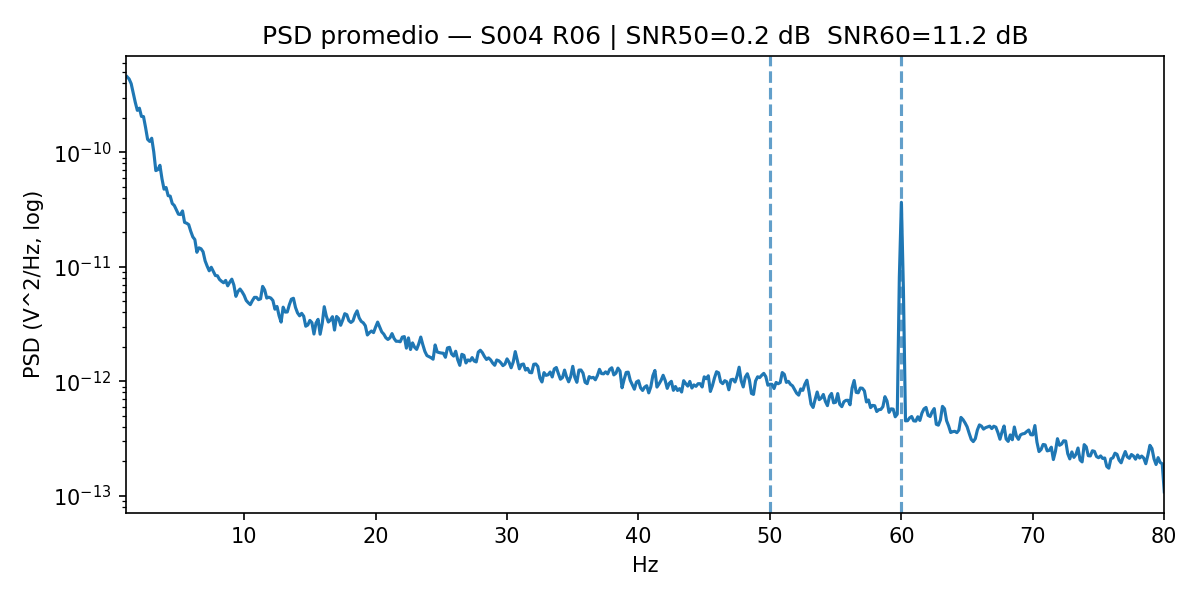 PSD promedio — S004 R06 | SNR50=0.2 dB  SNR60=11.2 dB
PSD (V^2/Hz, log)
10⁻¹⁰
10⁻¹¹
10⁻¹²
10⁻¹³
10 20 30 40 50 60 70 80
Hz